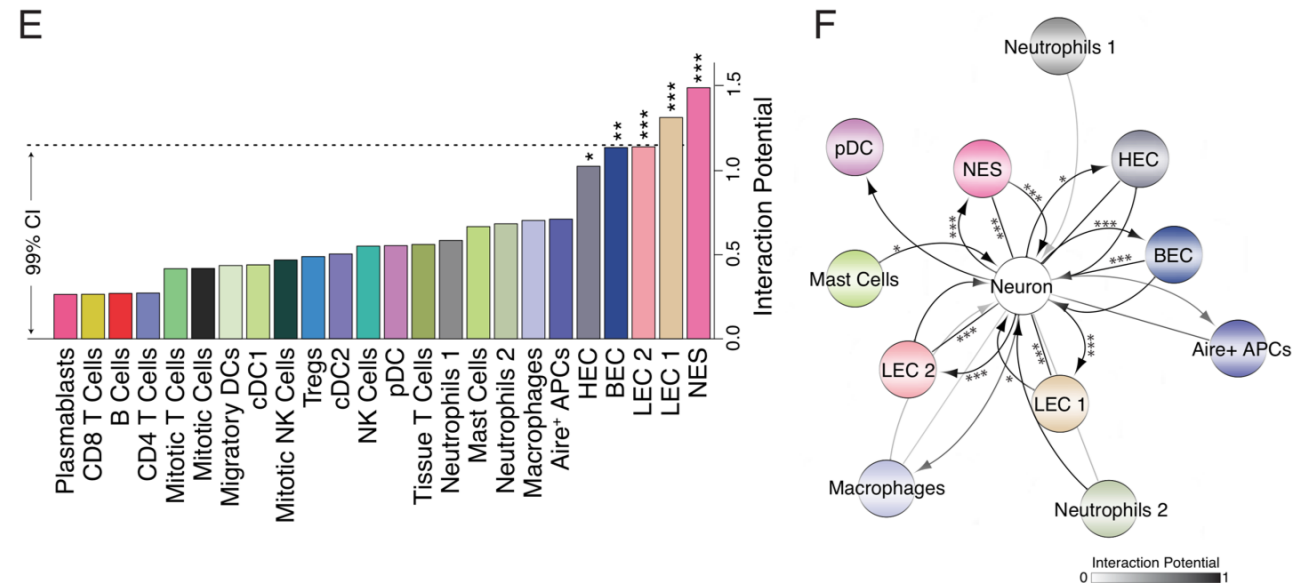 E
99% CI
Plasmablasts
CD8 T Cells
B Cells
CD4 T Cells
Mitotic T Cells
Mitotic Cells
Migratory DCs
cDC1
Mitotic NK Cells
Tregs
cDC2
NK Cells
pDC
Tissue T Cells
Neutrophils 1
Mast Cells
Neutrophils 2
Macrophages
Aire⁺ APCs
HEC
BEC
LEC 2
LEC 1
NES
*
**
***
***
***
0.0
0.5
1.0
1.5
Interaction Potential
F
Neutrophils 1
pDC
NES
HEC
Mast Cells
Neuron
BEC
Aire+ APCs
LEC 2
LEC 1
Macrophages
Neutrophils 2
*
***
***
***
***
*
***
***
***
***
*
Interaction Potential
0
1